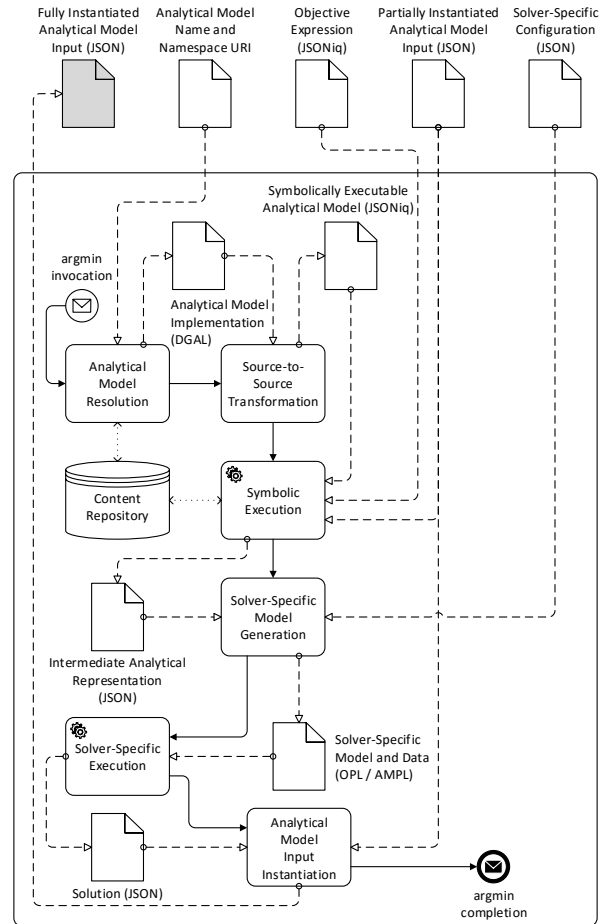 Fully Instantiated
Analytical Model
Input (JSON)
Analytical Model
Name and
Namespace URI
Objective
Expression
(JSONiq)
Partially Instantiated
Analytical Model
Input (JSON)
Solver-Specific
Configuration
(JSON)
Symbolically Executable
Analytical Model (JSONiq)
argmin
invocation
Analytical Model
Implementation
(DGAL)
Analytical
Model
Resolution
Source-to-
Source
Transformation
Content
Repository
Symbolic
Execution
Solver-Specific
Model
Generation
Intermediate Analytical
Representation
(JSON)
Solver-Specific
Execution
Solver-Specific
Model and Data
(OPL / AMPL)
Analytical
Model
Input
Instantiation
Solution (JSON)
argmin
completion